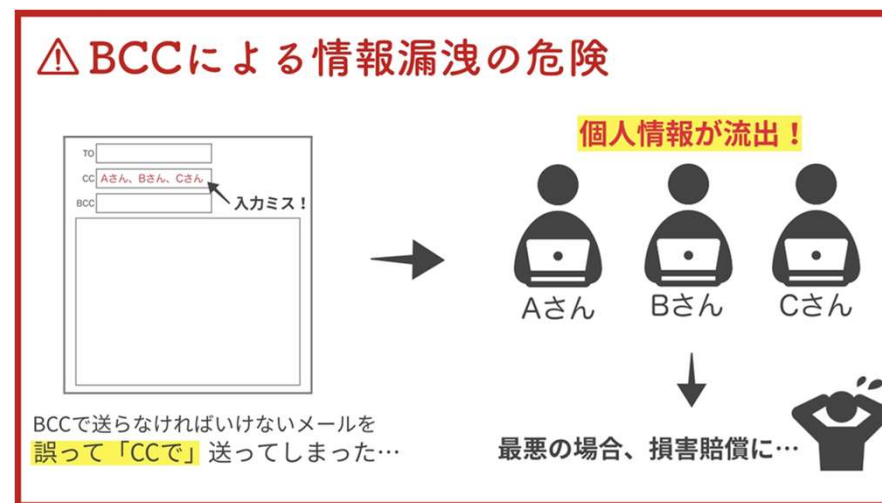 BCCによる情報漏洩の危険
TO
CC Aさん、Bさん、Cさん
BCC
入力ミス！
BCCで送らなければいけないメールを
誤って「CCで」送ってしまった…
個人情報が流出！
Aさん
Bさん
Cさん
最悪の場合、損害賠償に…